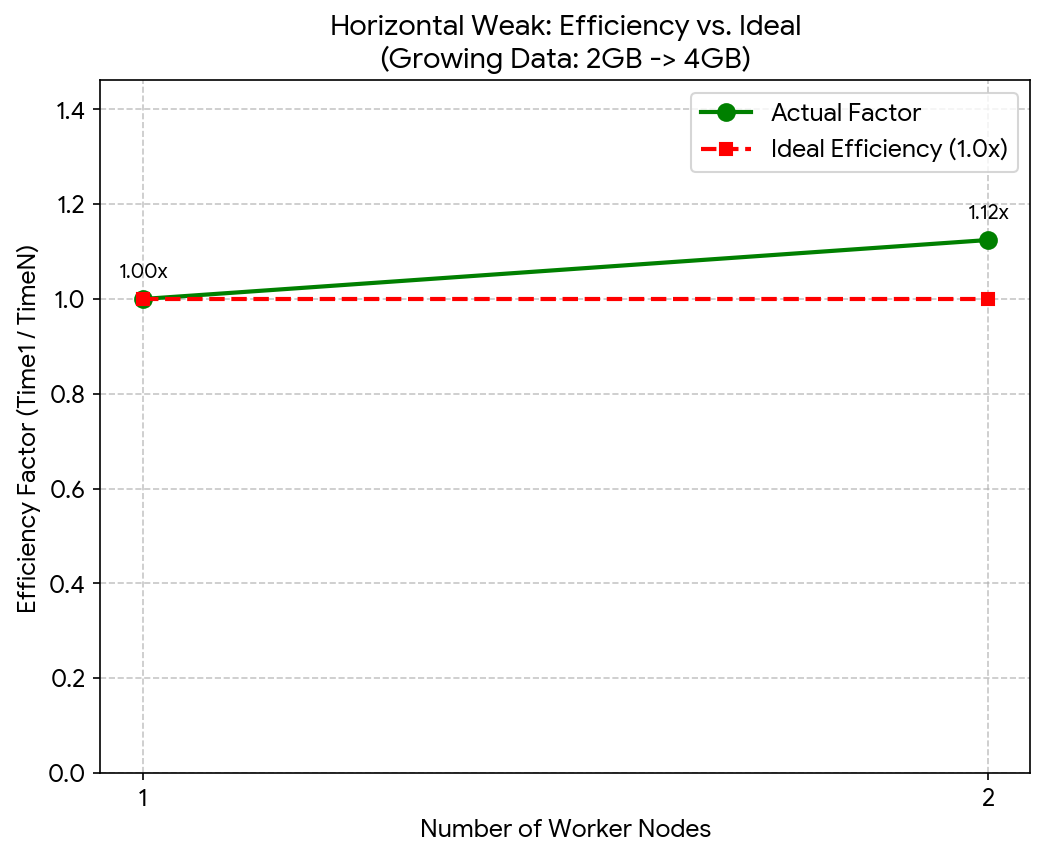 Horizontal Weak: Efficiency vs. Ideal
(Growing Data: 2GB -> 4GB)
Efficiency Factor (Time1 / TimeN)
1.4
1.2
1.0
0.8
0.6
0.4
0.2
0.0
Actual Factor
Ideal Efficiency (1.0x)
1.00x
1.12x
1
2
Number of Worker Nodes